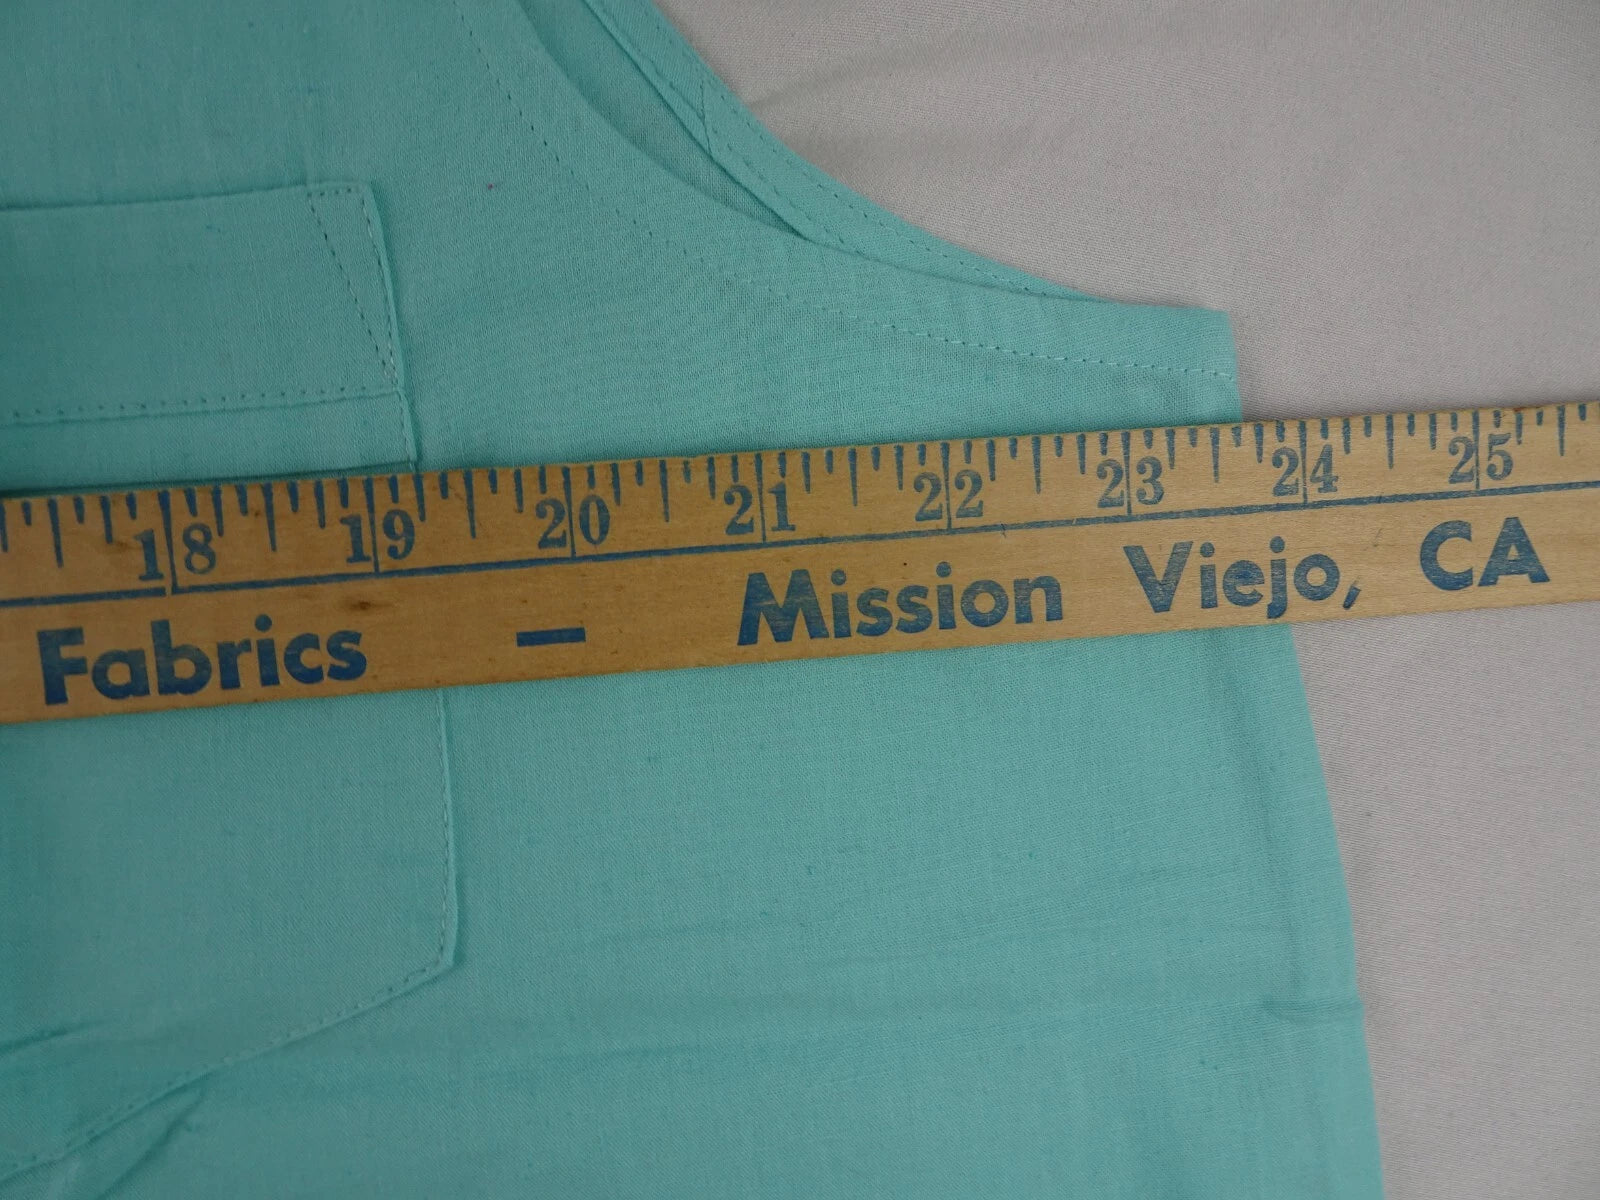 18 19 20 21 22 23 24 25
Fabrics — Mission Viejo, CA